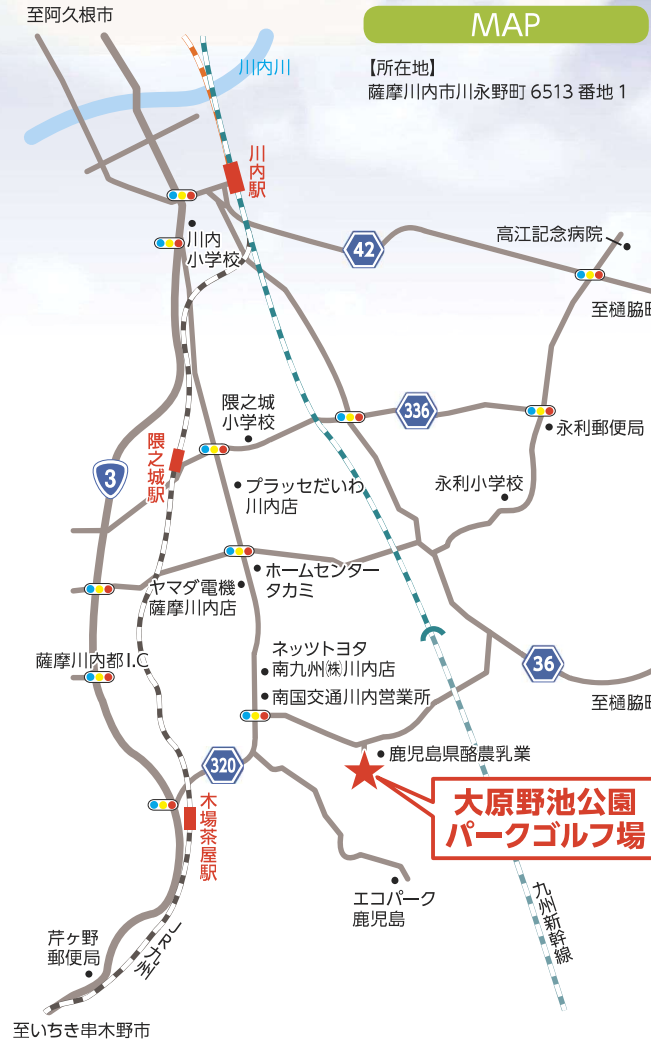 至阿久根市
MAP
川内川
【所在地】
薩摩川内市川永野町 6513 番地 1
川内駅
川内
小学校
42
高江記念病院
至樋脇町
隈之城
小学校
336
永利郵便局
隈之城駅
3
プラッセだいわ
川内店
永利小学校
ホームセンター
タカミ
ヤマダ電機
薩摩川内店
薩摩川内都I.C
ネッツトヨタ
南九州㈱川内店
36
南国交通川内営業所
至樋脇町
鹿児島県酪農乳業
320
木場茶屋駅
大原野池公園
パークゴルフ場
エコパーク
鹿児島
九州新幹線
芹ヶ野
郵便局
JR九州
至いちき串木野市